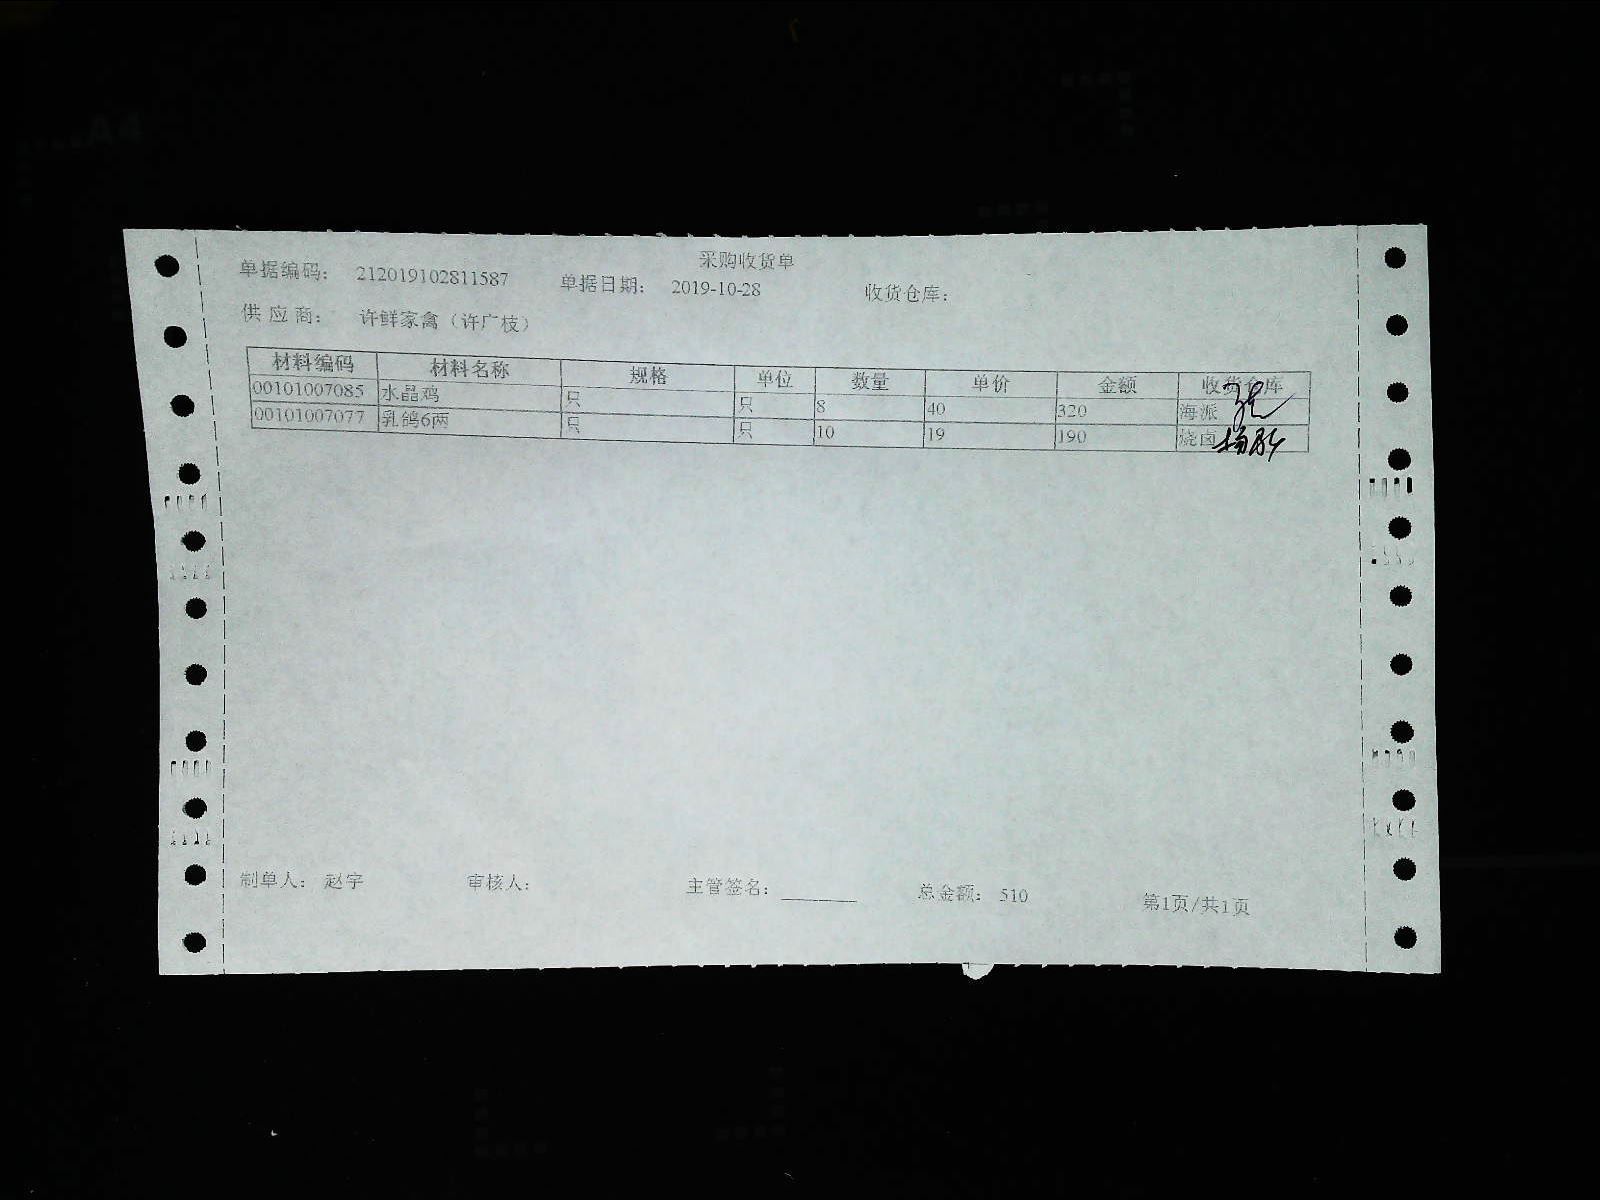 采购收货单
单据编码： 212019102811587 单据日期： 2019-10-28 收货仓库：
供 应 商： 许鲜家禽（许广枝）
材料编码 材料名称 规格 单位 数量 单价 金额 收货仓库
00101007085 水晶鸡 只 只 8 40 320 海派
00101007077 乳鸽6两 只 只 10 19 190 烧卤
制单人： 赵宇 审核人： 主管签名： 总金额： 510 第1页/共1页